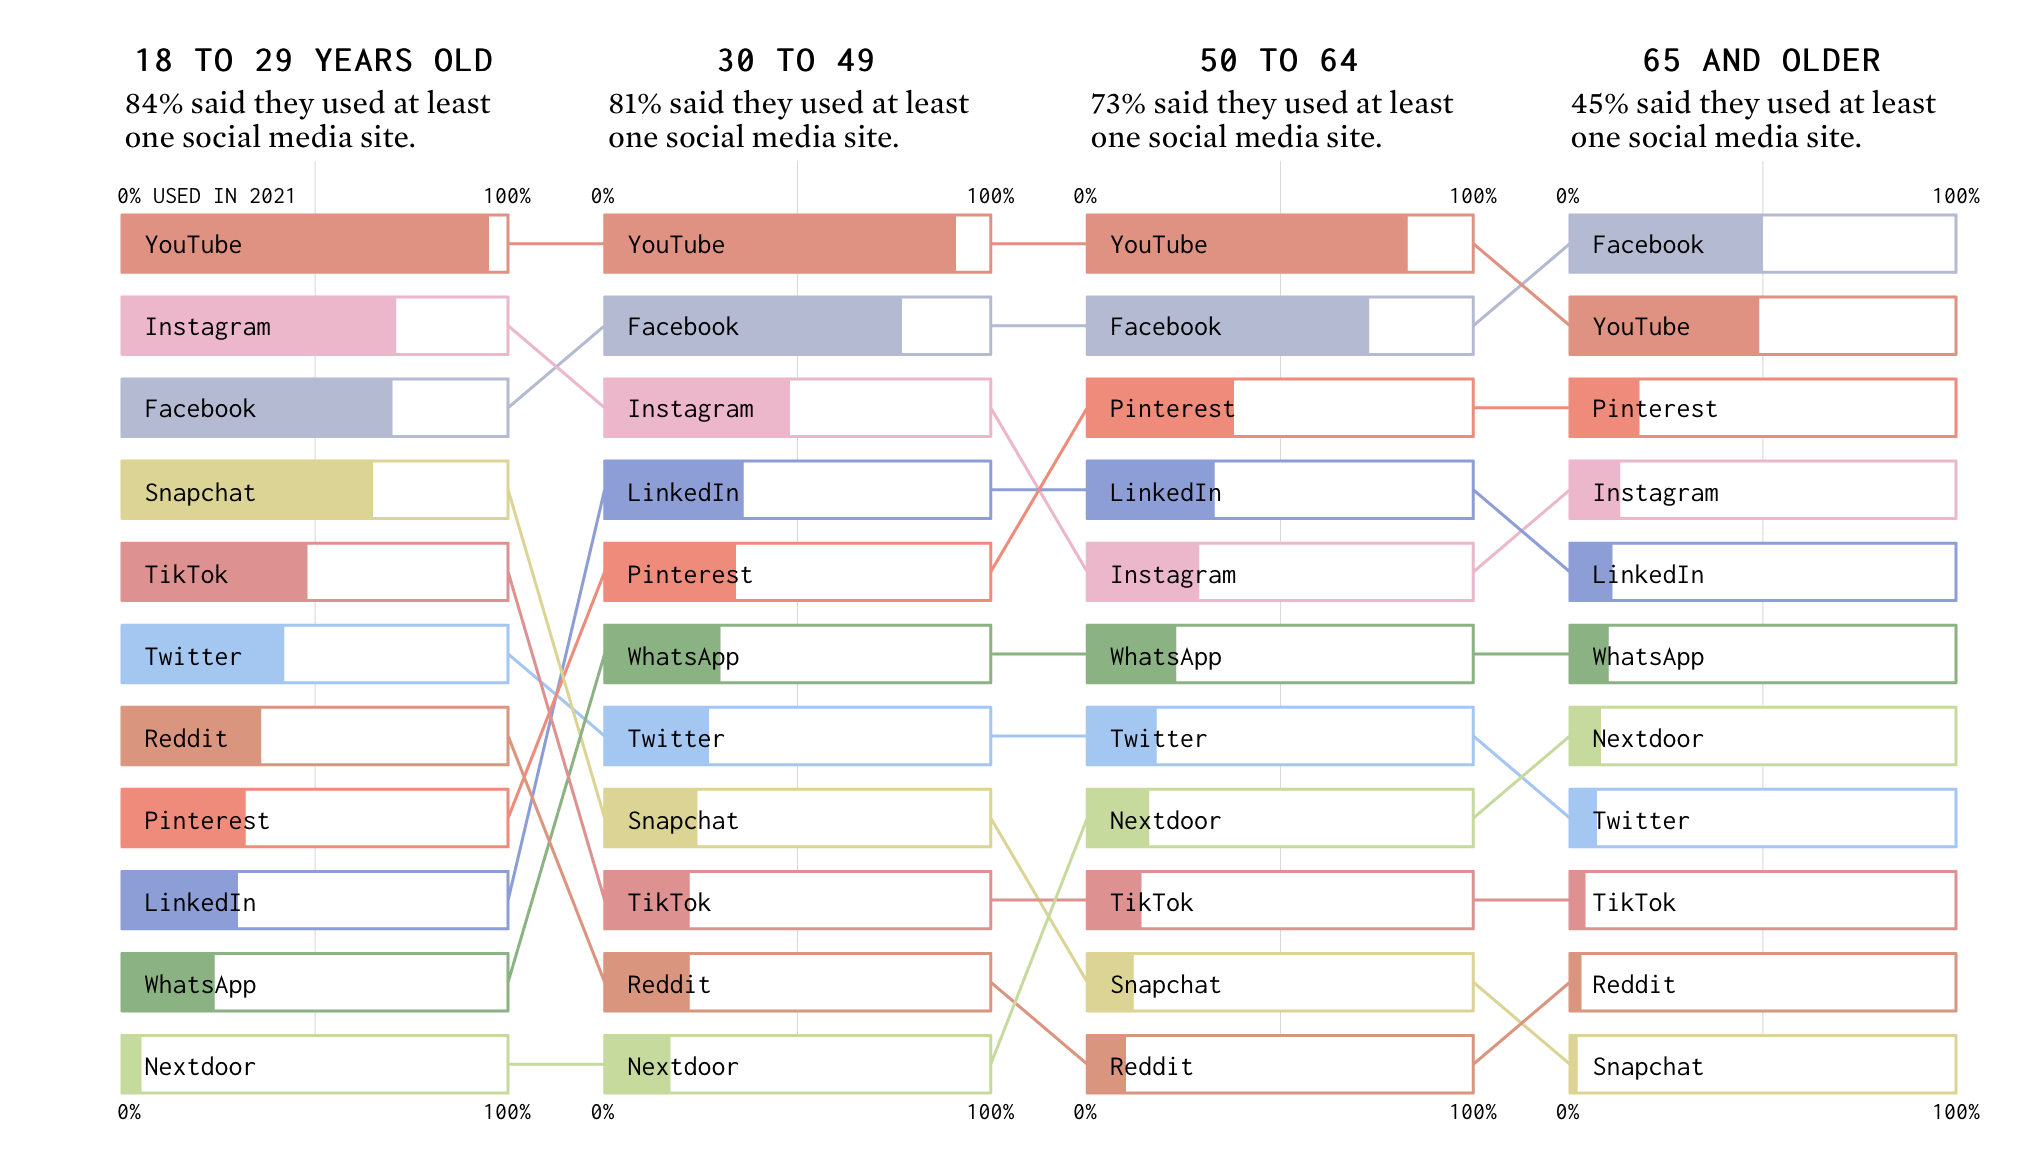 18 TO 29 YEARS OLD
84% said they used at least
one social media site.
0% USED IN 2021 100%
YouTube
Instagram
Facebook
Snapchat
TikTok
Twitter
Reddit
Pinterest
LinkedIn
WhatsApp
Nextdoor
0% 100%
30 TO 49
81% said they used at least
one social media site.
0% 100%
YouTube
Facebook
Instagram
LinkedIn
Pinterest
WhatsApp
Twitter
Snapchat
TikTok
Reddit
Nextdoor
0% 100%
50 TO 64
73% said they used at least
one social media site.
0% 100%
YouTube
Facebook
Pinterest
LinkedIn
Instagram
WhatsApp
Twitter
Nextdoor
TikTok
Snapchat
Reddit
0% 100%
65 AND OLDER
45% said they used at least
one social media site.
0% 100%
Facebook
YouTube
Pinterest
Instagram
LinkedIn
WhatsApp
Nextdoor
Twitter
TikTok
Reddit
Snapchat
0% 100%